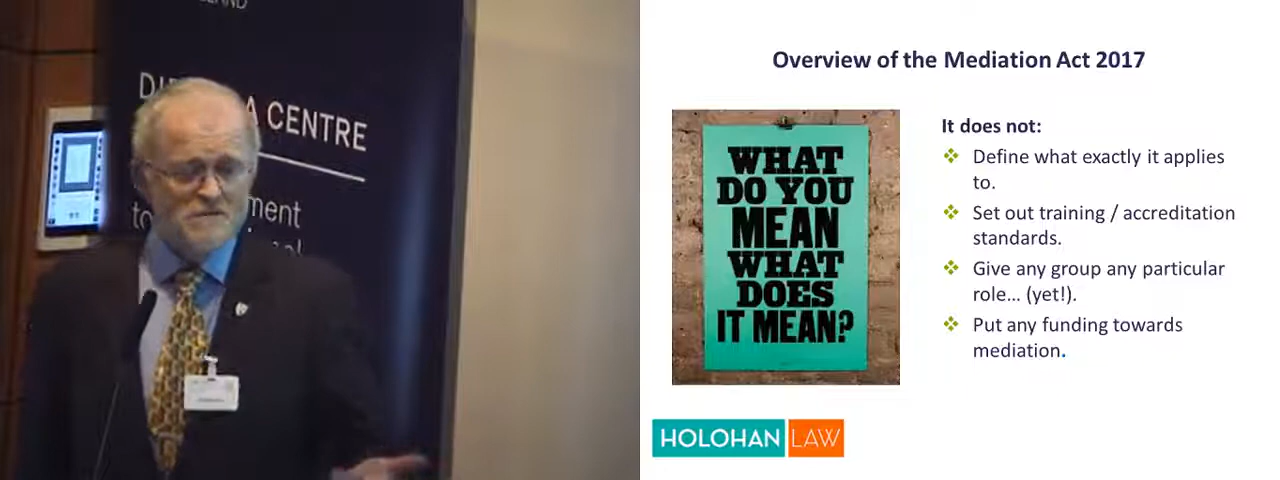 CENTRE
Overview of the Mediation Act 2017
WHAT
DO YOU
MEAN
WHAT
DOES
IT MEAN?
It does not:
Define what exactly it applies
to.
Set out training / accreditation
standards.
Give any group any particular
role... (yet!).
Put any funding towards
mediation.
HOLOHAN LAW